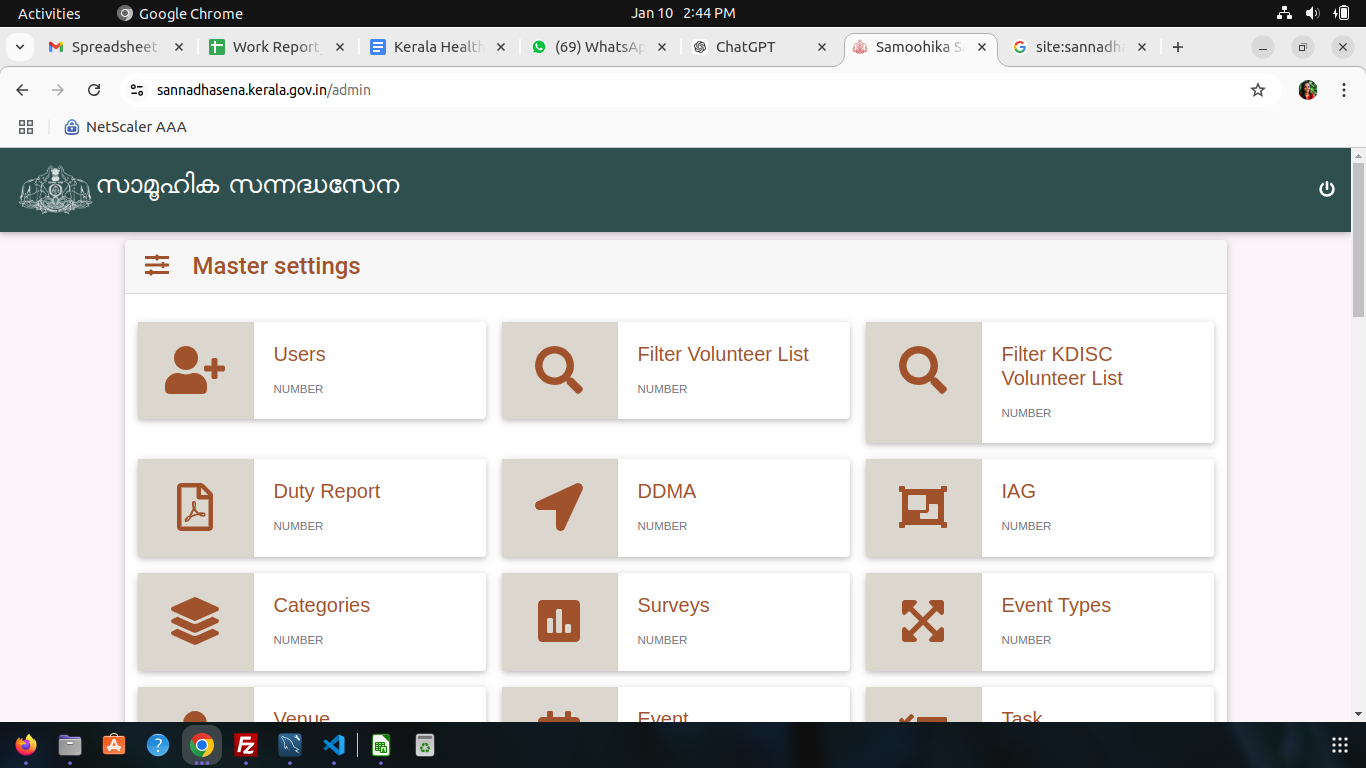 Activities Google Chrome Jan 10 2:44 PM
Spreadsheet Work Report Kerala Health (69) WhatsAp ChatGPT Samoohika Sa site:sannadha
sannadhasena.kerala.gov.in/admin
NetScaler AAA
സാമൂഹിക സന്നദ്ധസേന
Master settings
Users Filter Volunteer List Filter KDISC
Volunteer List
NUMBER NUMBER NUMBER
Duty Report DDMA IAG
NUMBER NUMBER NUMBER
Categories Surveys Event Types
NUMBER NUMBER NUMBER
Venue Event Task